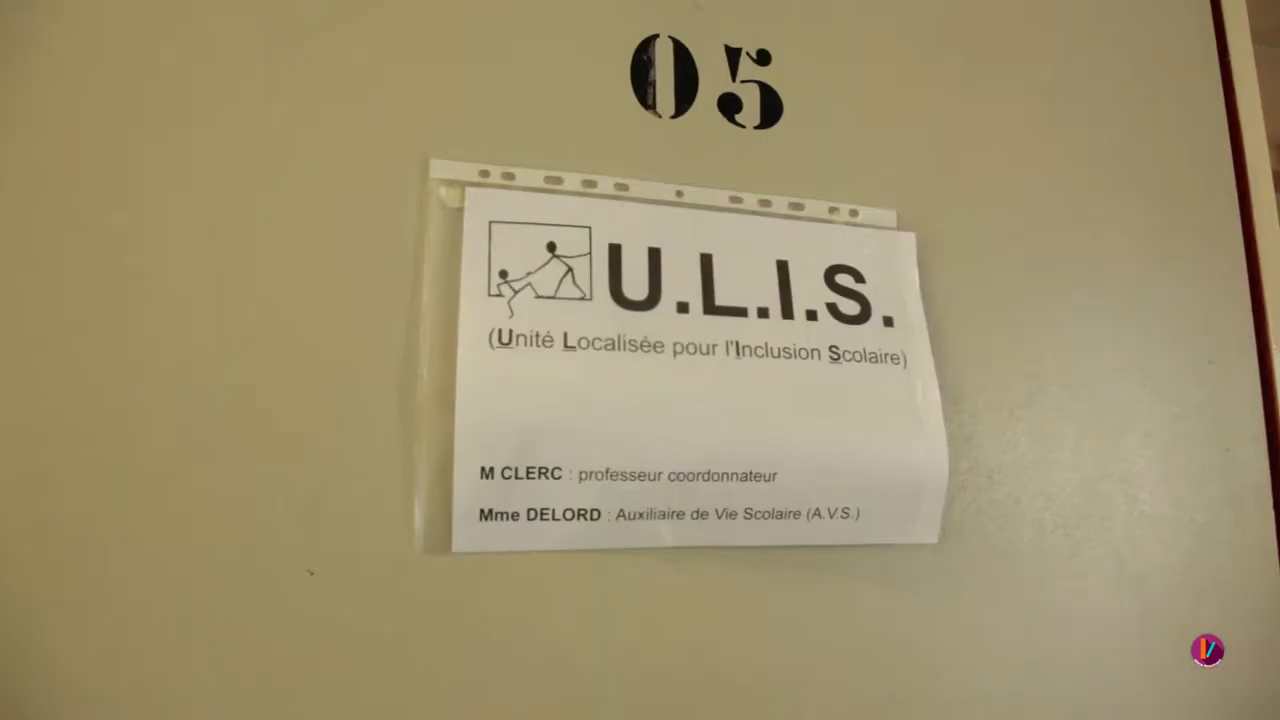 05
U.L.I.S.
(Unité Localisée pour l'Inclusion Scolaire)
M CLERC : professeur coordonnateur
Mme DELORD : Auxiliaire de Vie Scolaire (A.V.S.)